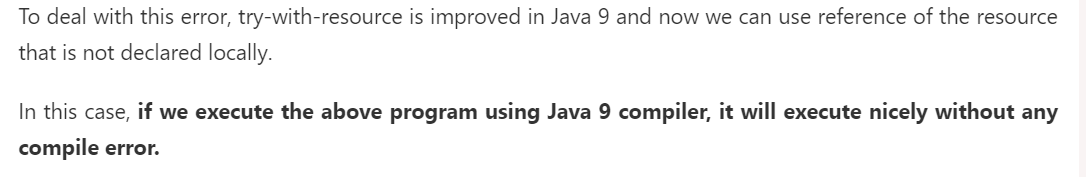 To deal with this error, try-with-resource is improved in Java 9 and now we can use reference of the resource
that is not declared locally.
In this case, if we execute the above program using Java 9 compiler, it will execute nicely without any
compile error.